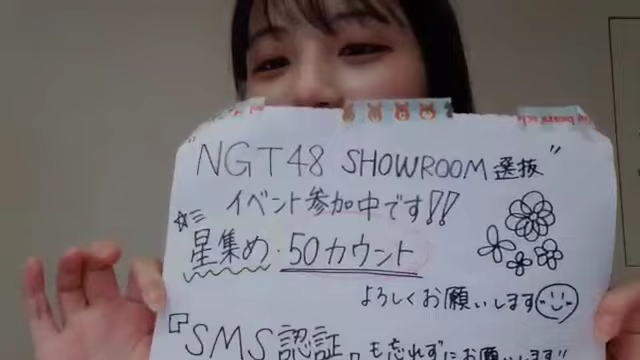 "NGT48 SHOWROOM 選抜"
イベント参加中です!!
星集め・50カウント
よろしくお願いします
『SMS認証』も忘れずにお願いします!!